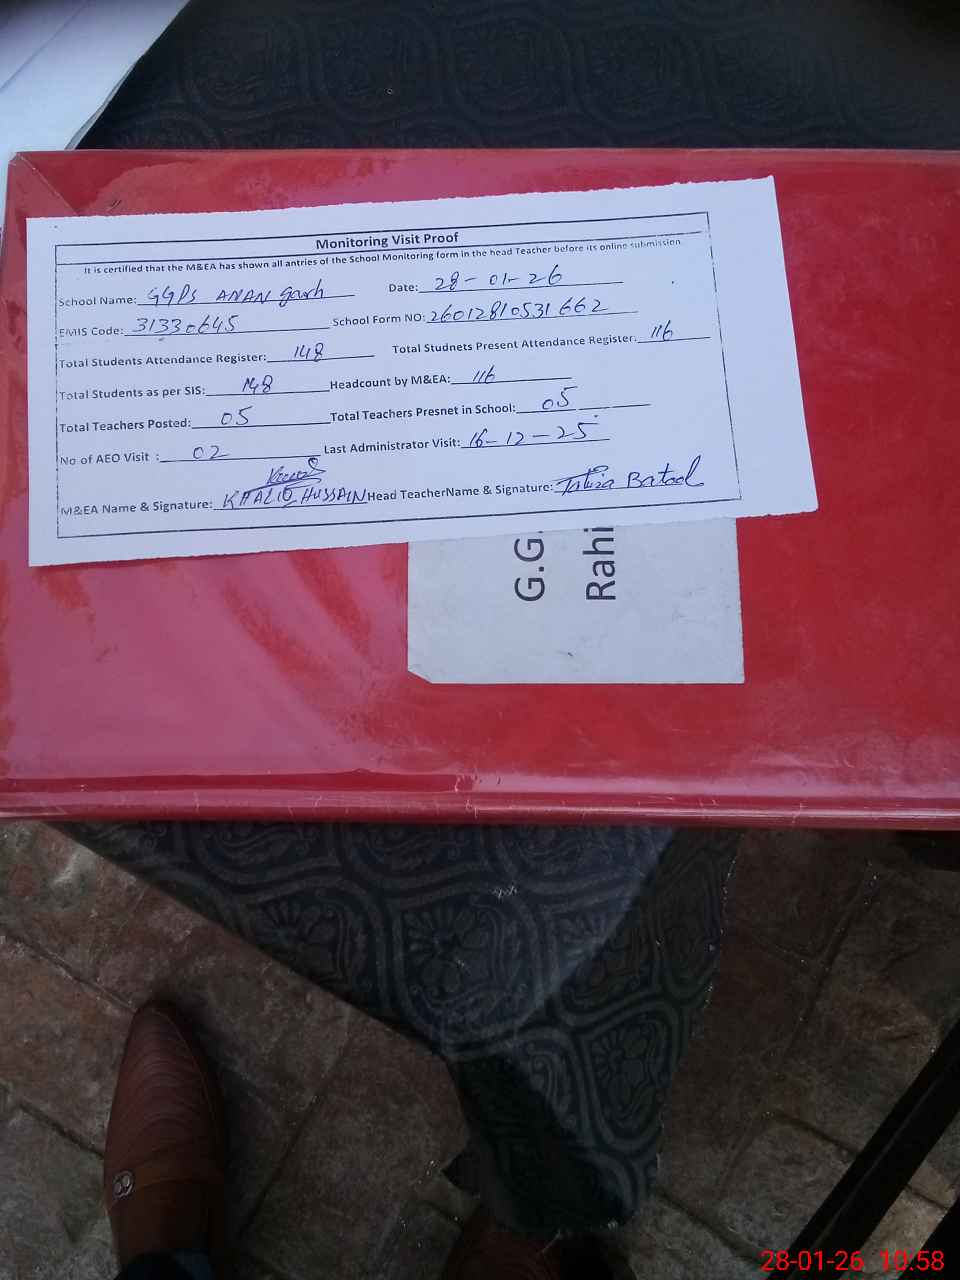 Monitoring Visit Proof
It is certified that the M&EA has shown all antries of the School Monitoring form in the head Teacher before its online submission.
School Name: GGPS ANAN Garh Date: 28-01-26
EMIS Code: 31330645 School Form NO: 26012810531662
Total Students Attendance Register: 148 Total Studnets Present Attendance Register: 116
Total Students as per SIS: 148 Headcount by M&EA: 116
Total Teachers Posted: 05 Total Teachers Presnet in School: 05
No of AEO Visit : 02 Last Administrator Visit: 16-12-25
M&EA Name & Signature: KHALIQ HUSSAIN Head TeacherName & Signature: Tahira Batool
G.G.
Rahi
28-01-26 10:58